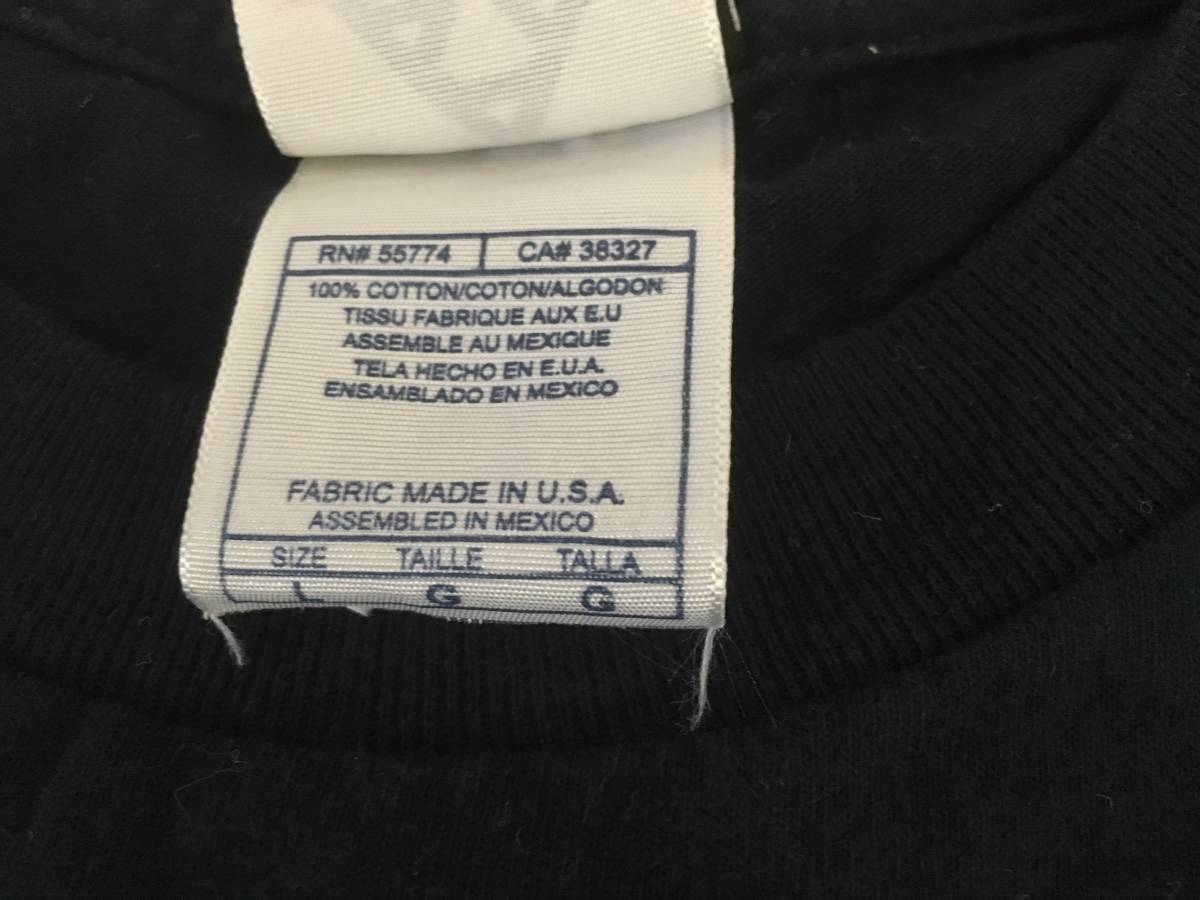 RN# 55774 CA# 38327
100% COTTON/COTON/ALGODON
TISSU FABRIQUE AUX E.U
ASSEMBLE AU MEXIQUE
TELA HECHO EN E.U.A.
ENSAMBLADO EN MEXICO
FABRIC MADE IN U.S.A.
ASSEMBLED IN MEXICO
SIZE TAILLE TALLA
L G G